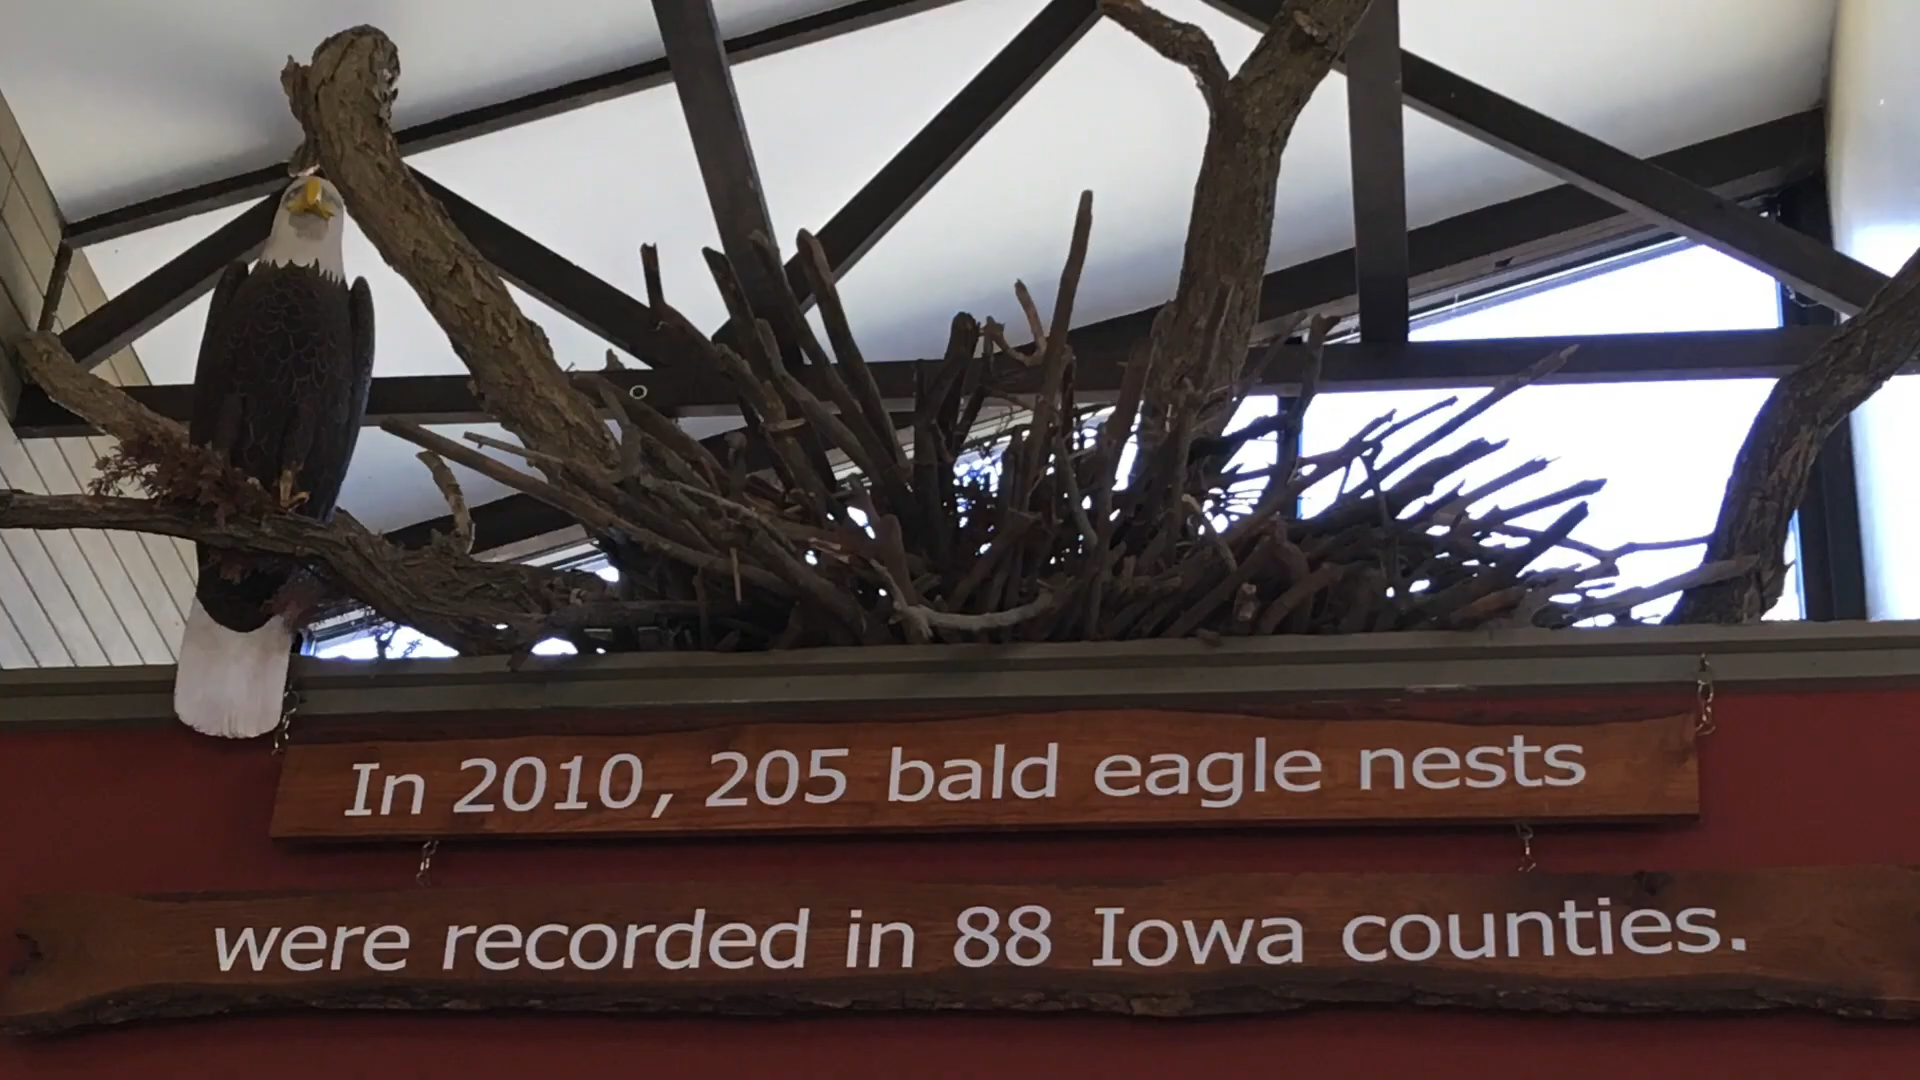 In 2010, 205 bald eagle nests
were recorded in 88 Iowa counties.